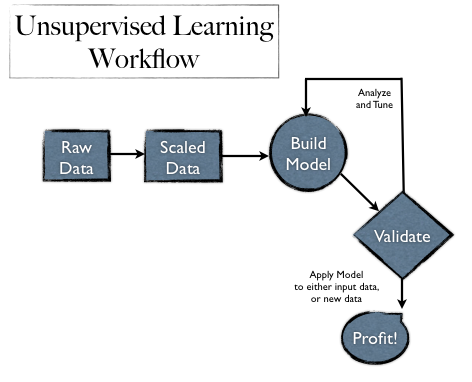 Unsupervised Learning
Workflow
Analyze
and Tune
Raw
Data
Scaled
Data
Build
Model
Validate
Apply Model
to either input data,
or new data
Profit!